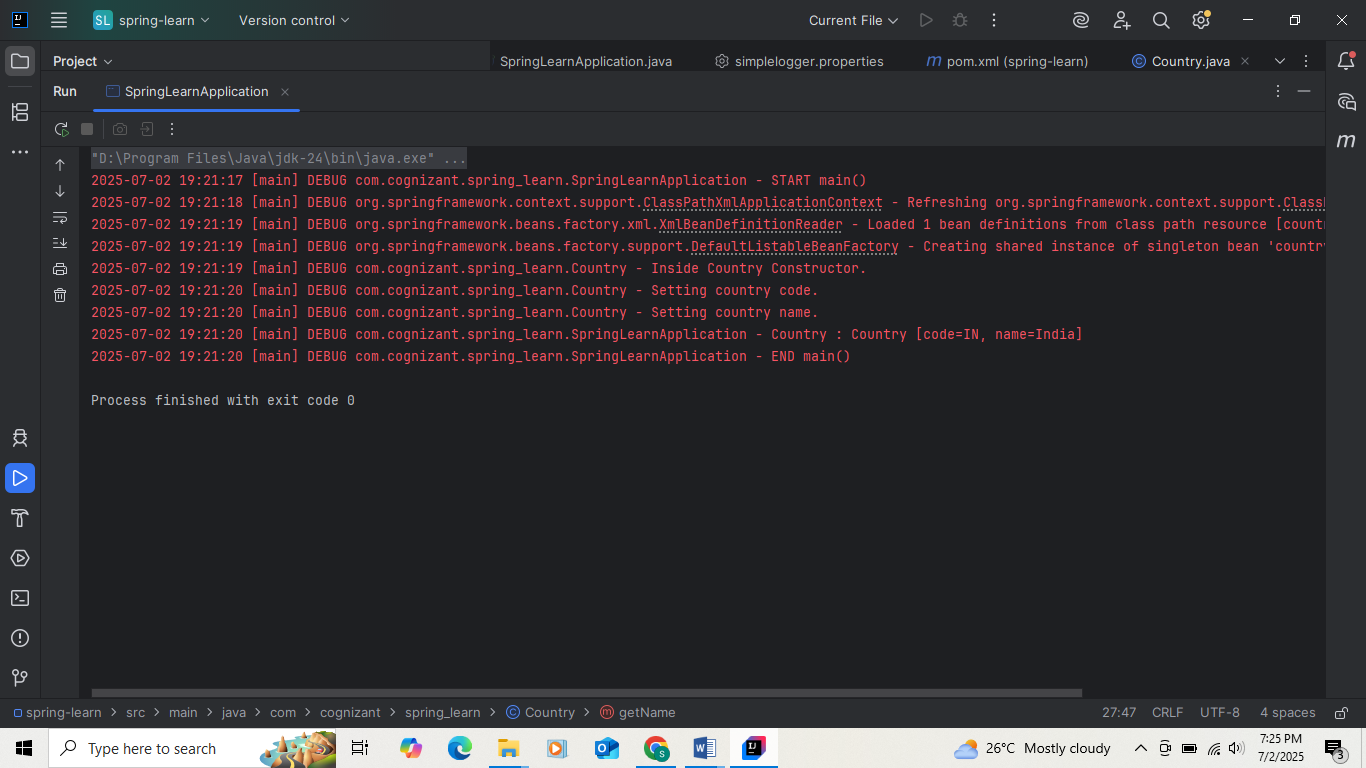 SL spring-learn Version control Current File
Project SpringLearnApplication.java simplelogger.properties m pom.xml (spring-learn) Country.java
Run SpringLearnApplication
"D:\Program Files\Java\jdk-24\bin\java.exe" ...
2025-07-02 19:21:17 [main] DEBUG com.cognizant.spring_learn.SpringLearnApplication - START main()
2025-07-02 19:21:18 [main] DEBUG org.springframework.context.support.ClassPathXmlApplicationContext - Refreshing org.springframework.context.support.Class
2025-07-02 19:21:19 [main] DEBUG org.springframework.beans.factory.xml.XmlBeanDefinitionReader - Loaded 1 bean definitions from class path resource [count
2025-07-02 19:21:19 [main] DEBUG org.springframework.beans.factory.support.DefaultListableBeanFactory - Creating shared instance of singleton bean 'country
2025-07-02 19:21:19 [main] DEBUG com.cognizant.spring_learn.Country - Inside Country Constructor.
2025-07-02 19:21:20 [main] DEBUG com.cognizant.spring_learn.Country - Setting country code.
2025-07-02 19:21:20 [main] DEBUG com.cognizant.spring_learn.Country - Setting country name.
2025-07-02 19:21:20 [main] DEBUG com.cognizant.spring_learn.SpringLearnApplication - Country : Country [code=IN, name=India]
2025-07-02 19:21:20 [main] DEBUG com.cognizant.spring_learn.SpringLearnApplication - END main()
Process finished with exit code 0
spring-learn > src > main > java > com > cognizant > spring_learn > Country > getName 27:47 CRLF UTF-8 4 spaces
Type here to search 26°C Mostly cloudy 7:25 PM
7/2/2025 3